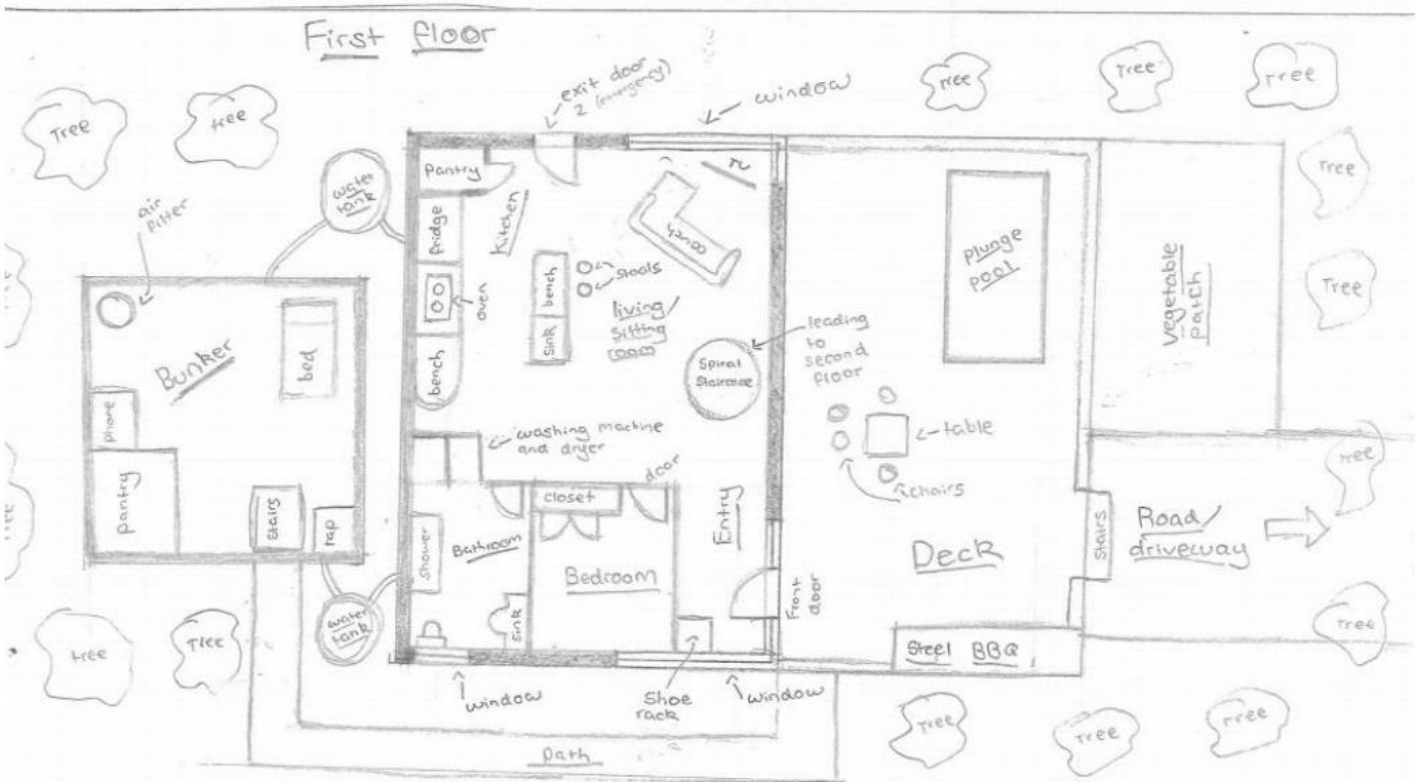 First floor
Tree
tree
exit door
2 (emergency)
window
Tree
Tree
Tree
Tree
Tree
Tree
Tree
water
tank
air
filter
Pantry
fridge
Kitchen
oven
bench
bench
sink
stools
TV
living/
sitting
room
Spiral
Staircase
leading
to
second
floor
plunge
pool
vegetable
patch
Bunker
bed
phone
pantry
stairs
tap
washing machine
and dryer
door
closet
shower
Bathroom
sink
Bedroom
Entry
Front
door
table
chairs
Deck
Stairs
Road/
driveway
Steel BBQ
water
tank
tree
Tree
window
Shoe
rack
window
path
Tree
Tree
Tree